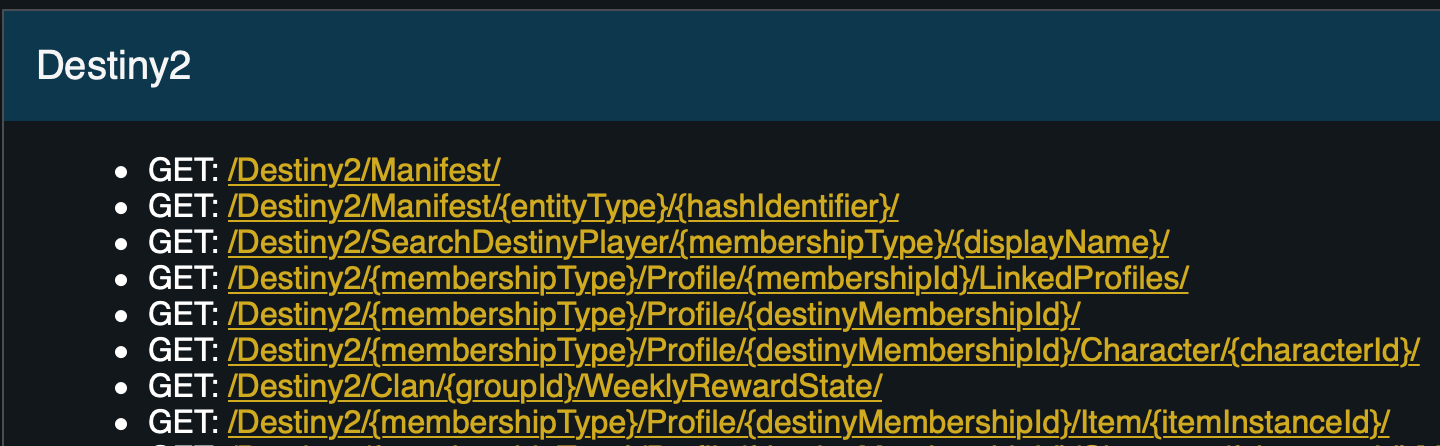 Destiny2
• GET: /Destiny2/Manifest/
• GET: /Destiny2/Manifest/{entityType}/{hashIdentifier}/
• GET: /Destiny2/SearchDestinyPlayer/{membershipType}/{displayName}/
• GET: /Destiny2/{membershipType}/Profile/{membershipId}/LinkedProfiles/
• GET: /Destiny2/{membershipType}/Profile/{destinyMembershipId}/
• GET: /Destiny2/{membershipType}/Profile/{destinyMembershipId}/Character/{characterId}/
• GET: /Destiny2/Clan/{groupId}/WeeklyRewardState/
• GET: /Destiny2/{membershipType}/Profile/{destinyMembershipId}/Item/{itemInstanceId}/